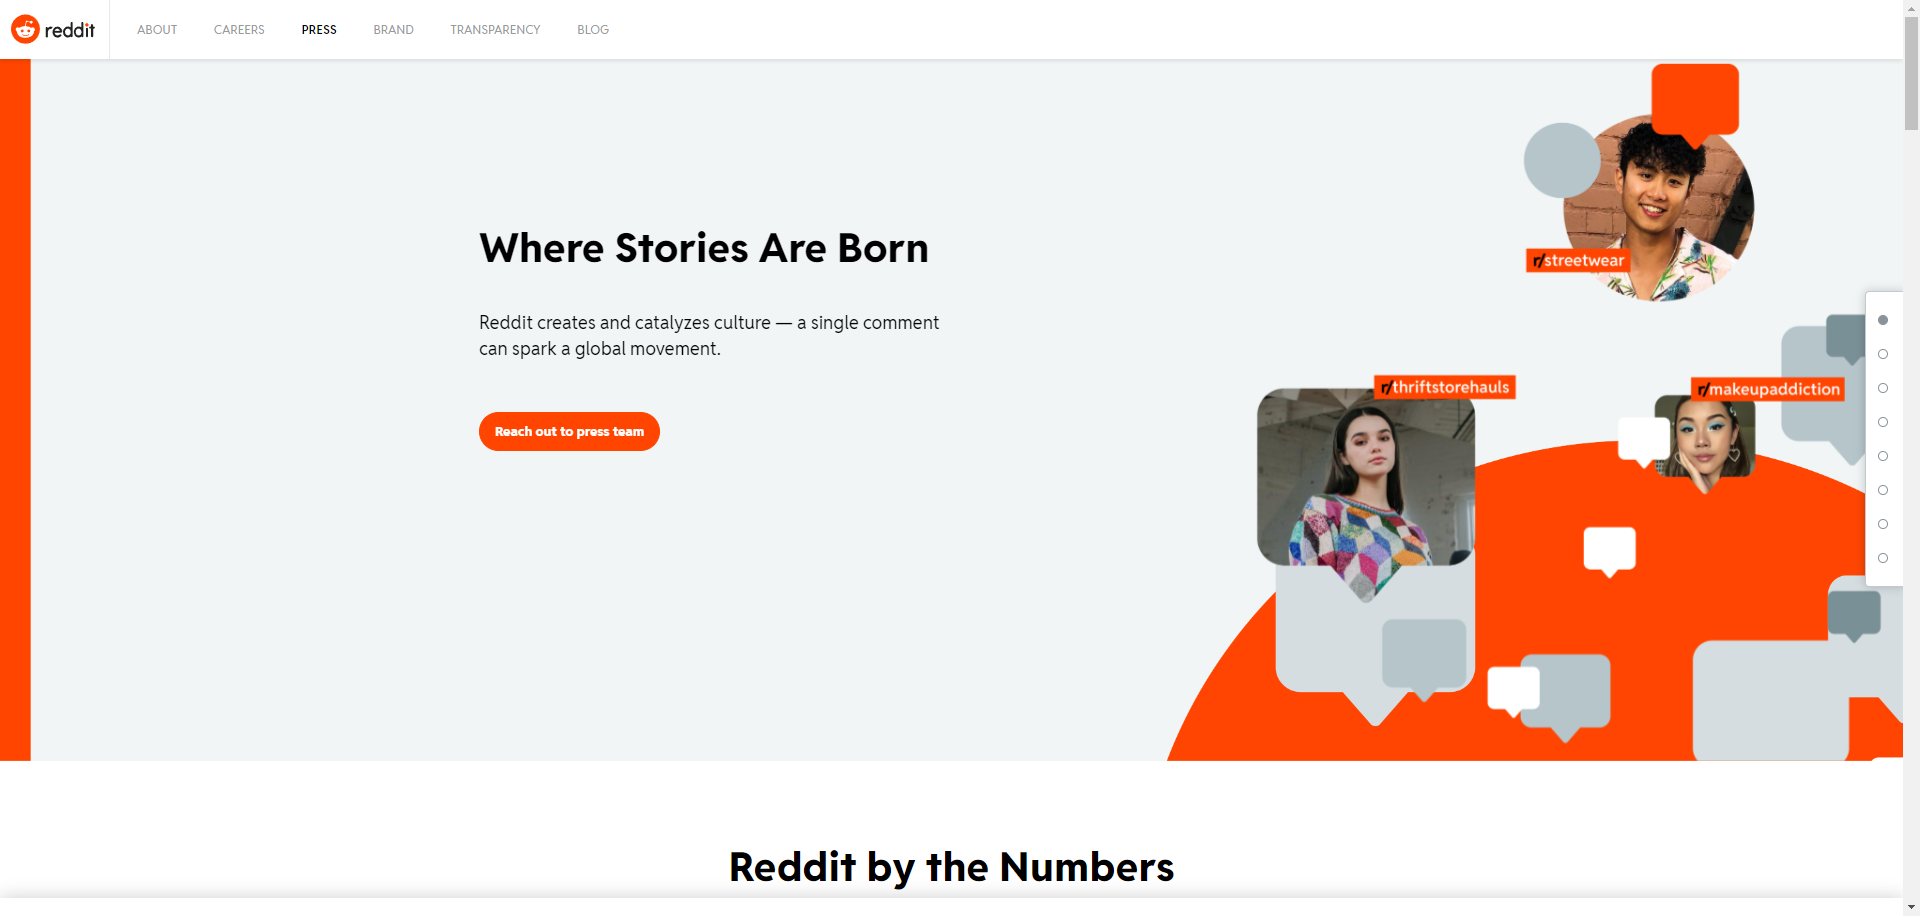 reddit
ABOUT
CAREERS
PRESS
BRAND
TRANSPARENCY
BLOG
Where Stories Are Born
Reddit creates and catalyzes culture — a single comment
can spark a global movement.
Reach out to press team
r/streetwear
r/thriftstorehauls
r/makeupaddiction
Reddit by the Numbers